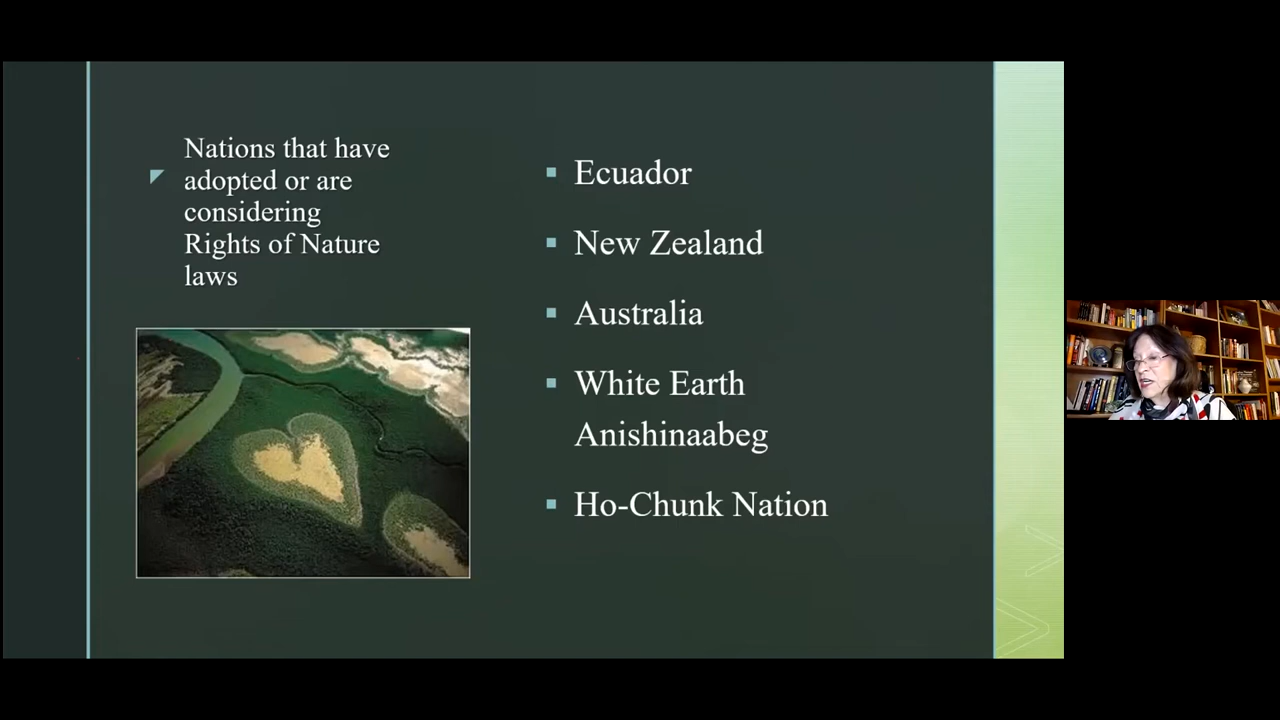 Nations that have
adopted or are
considering
Rights of Nature
laws
Ecuador
New Zealand
Australia
White Earth
Anishinaabeg
Ho-Chunk Nation